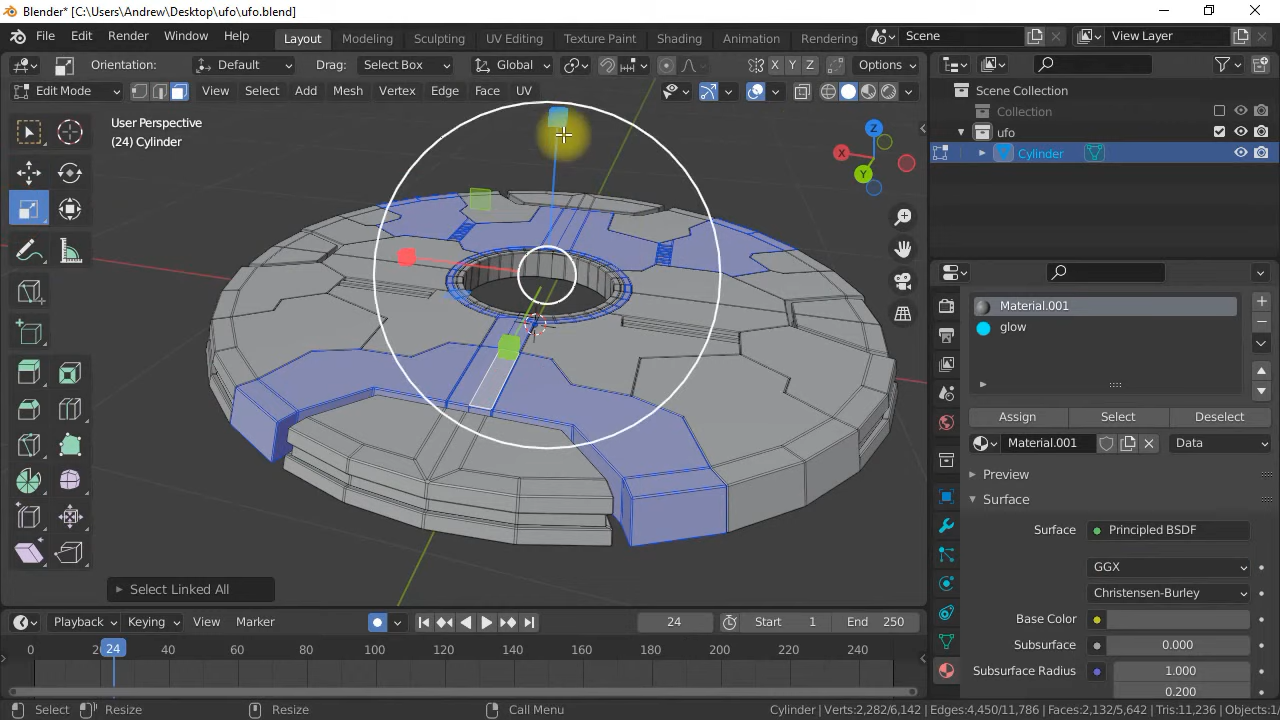 Blender* [C:\Users\Andrew\Desktop\ufo\ufo.blend]
File Edit Render Window Help Layout Modeling Sculpting UV Editing Texture Paint Shading Animation Rendering Scene View Layer
Orientation: Default Drag: Select Box Global X Y Z Options
Edit Mode View Select Add Mesh Vertex Edge Face UV
User Perspective
(24) Cylinder
Scene Collection
Collection
ufo
Cylinder
X Y Z
Material.001
glow
Assign Select Deselect
Material.001 Data
Preview
Surface
Surface Principled BSDF
GGX
Christensen-Burley
Base Color
Subsurface 0.000
Subsurface Radius 1.000
0.200
Select Linked All
Playback Keying View Marker 24 Start 1 End 250
0 20 24 40 60 80 100 120 140 160 180 200 220 240
Select Resize Resize Call Menu Cylinder | Verts:2,282/6,142 | Edges:4,450/11,786 | Faces:2,132/5,642 | Tris:11,236 | Objects:1/